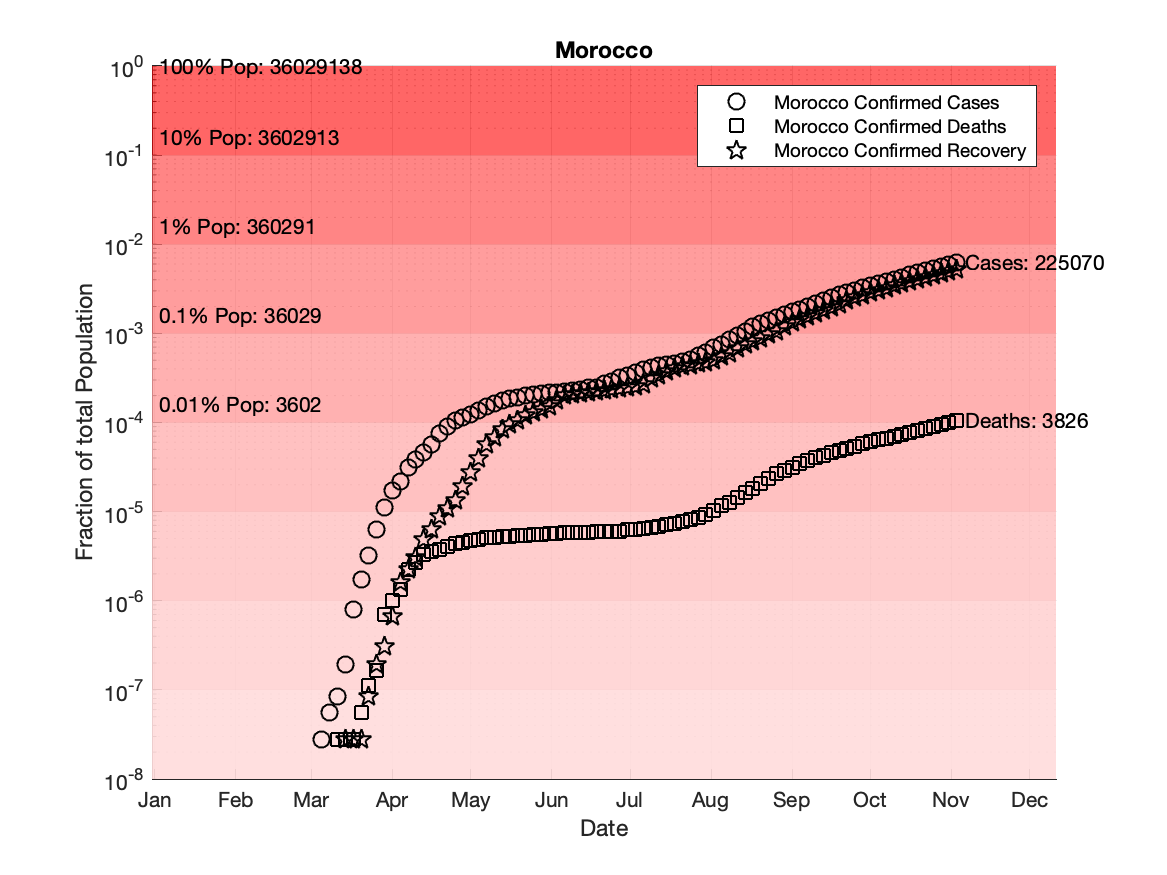 Morocco
10^0
100% Pop: 36029138
Morocco Confirmed Cases
Morocco Confirmed Deaths
Morocco Confirmed Recovery
10% Pop: 3602913
10^-1
1% Pop: 360291
10^-2
Cases: 225070
0.1% Pop: 36029
10^-3
0.01% Pop: 3602
10^-4
Deaths: 3826
10^-5
10^-6
10^-7
10^-8
Fraction of total Population
Jan Feb Mar Apr May Jun Jul Aug Sep Oct Nov Dec
Date